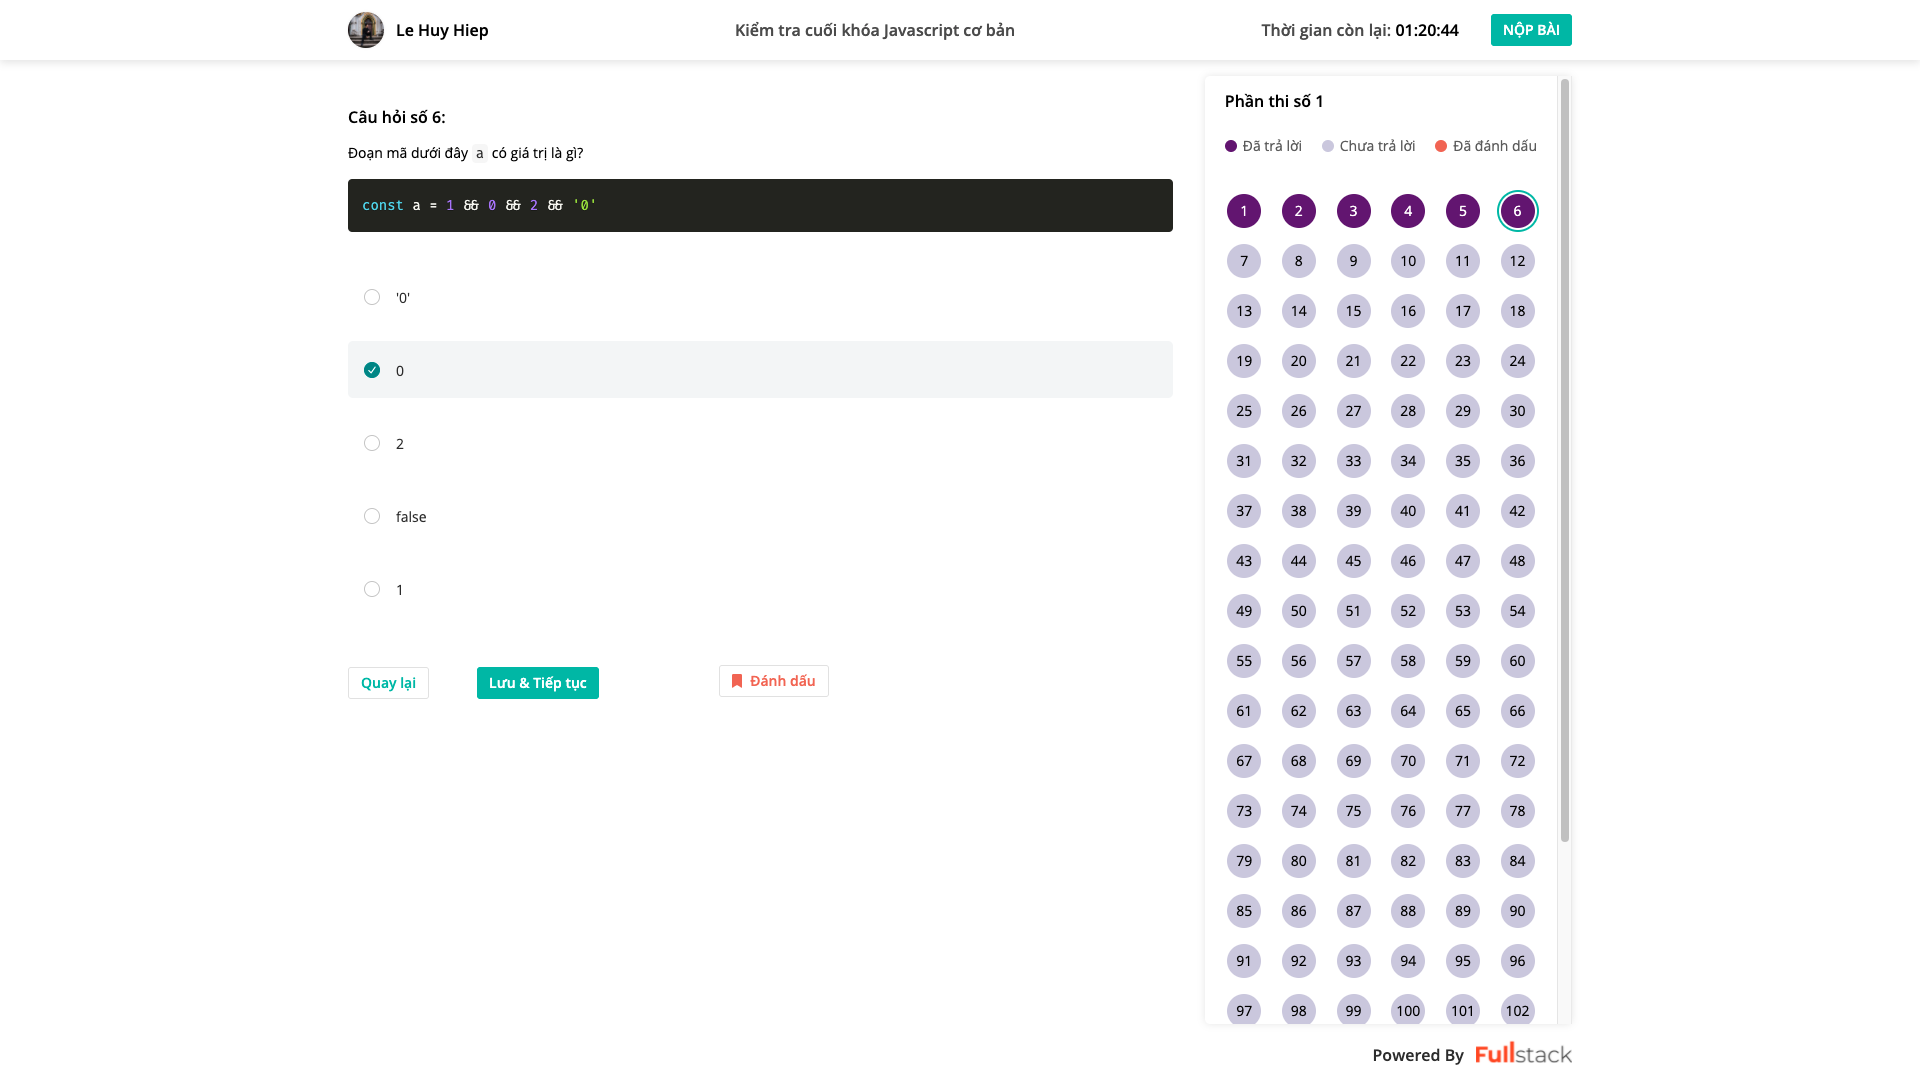 Le Huy Hiep
Kiểm tra cuối khóa Javascript cơ bản
Thời gian còn lại: 01:20:44
NỘP BÀI
Câu hỏi số 6:
Đoạn mã dưới đây a có giá trị là gì?
const a = 1 && 0 && 2 && '0'
'0'
0
2
false
1
Quay lại
Lưu & Tiếp tục
Đánh dấu
Phần thi số 1
Đã trả lời Chưa trả lời Đã đánh dấu
1 2 3 4 5 6
7 8 9 10 11 12
13 14 15 16 17 18
19 20 21 22 23 24
25 26 27 28 29 30
31 32 33 34 35 36
37 38 39 40 41 42
43 44 45 46 47 48
49 50 51 52 53 54
55 56 57 58 59 60
61 62 63 64 65 66
67 68 69 70 71 72
73 74 75 76 77 78
79 80 81 82 83 84
85 86 87 88 89 90
91 92 93 94 95 96
97 98 99 100 101 102
Powered By Fullstack